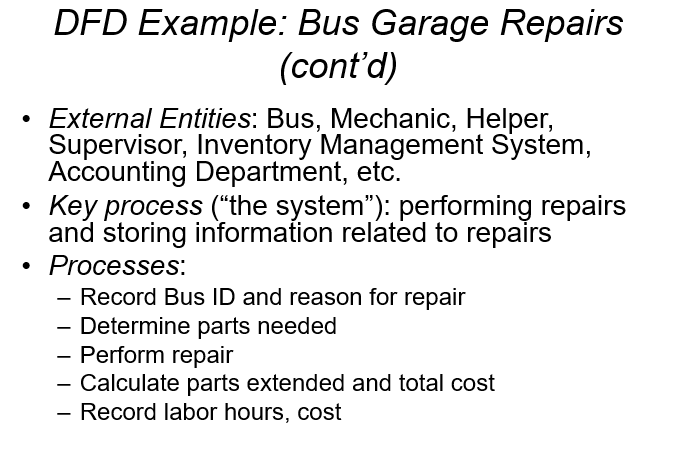 DFD Example: Bus Garage Repairs
(cont’d)
• External Entities: Bus, Mechanic, Helper,
Supervisor, Inventory Management System,
Accounting Department, etc.
• Key process (“the system”): performing repairs
and storing information related to repairs
• Processes:
– Record Bus ID and reason for repair
– Determine parts needed
– Perform repair
– Calculate parts extended and total cost
– Record labor hours, cost